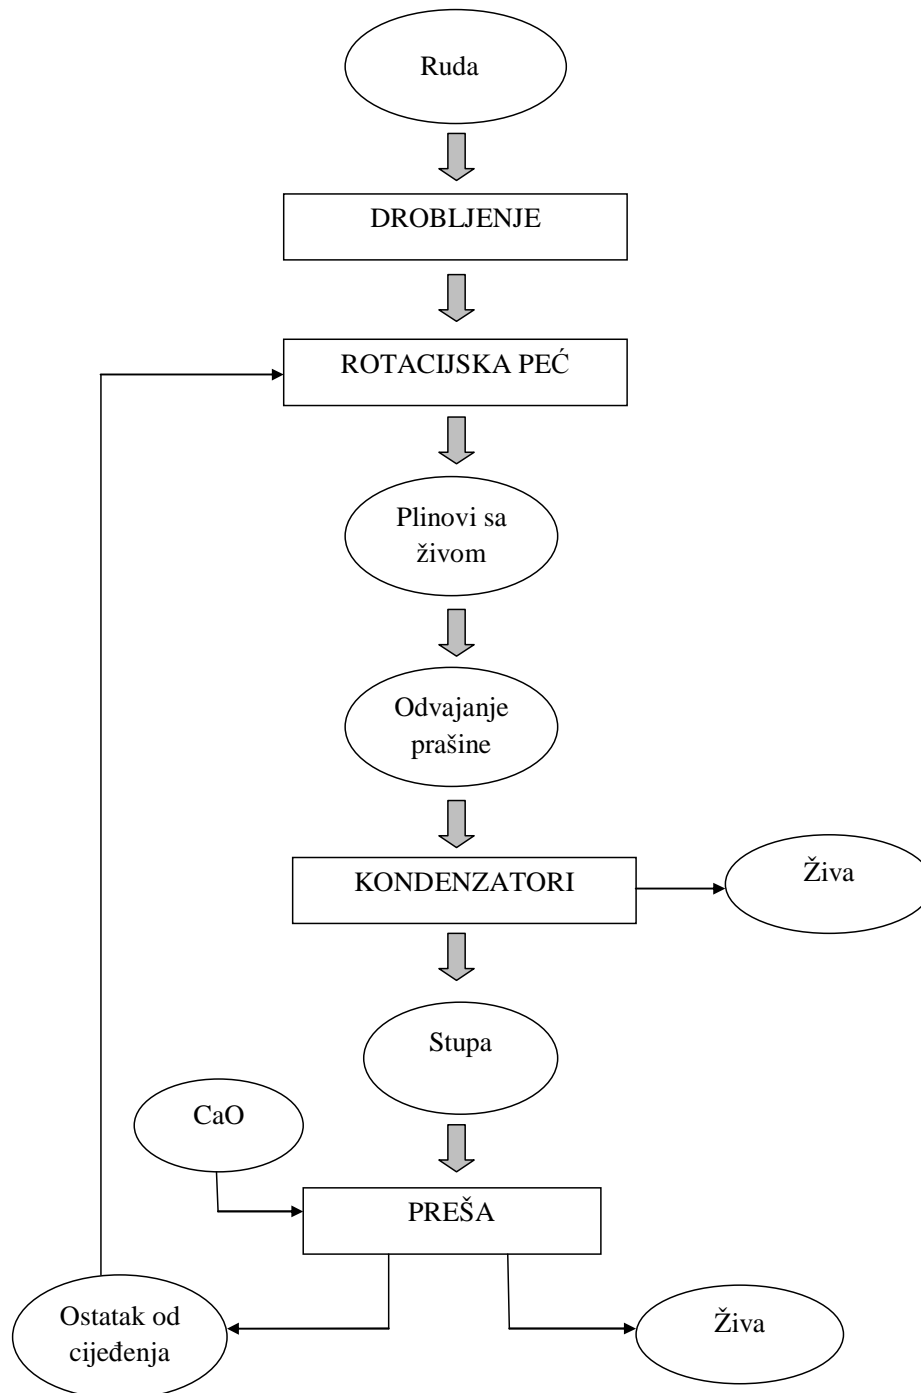 Ruda
DROBLJENJE
ROTACIJSKA PEĆ
Plinovi sa
živom
Odvajanje
prašine
KONDENZATORI
Živa
Stupa
CaO
PREŠA
Ostatak od
cijeđenja
Živa